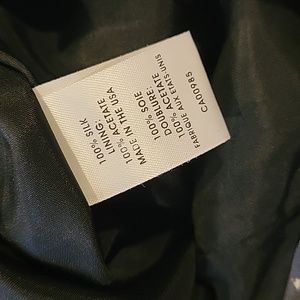 100% SILK
LINING:
100% ACETATE
MADE IN THE USA
100% SOIE
DOUBLURE:
100% ACETATE
FABRIQUE AUX ETATS UNIS
CA00985